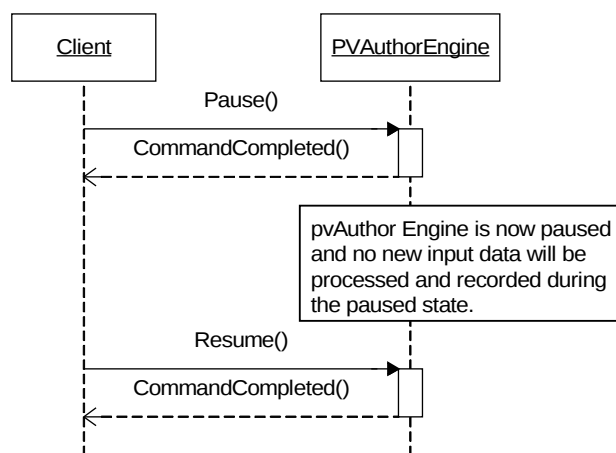 Client
PVAuthorEngine
Pause()
CommandCompleted()
pvAuthor Engine is now paused
and no new input data will be
processed and recorded during
the paused state.
Resume()
CommandCompleted()